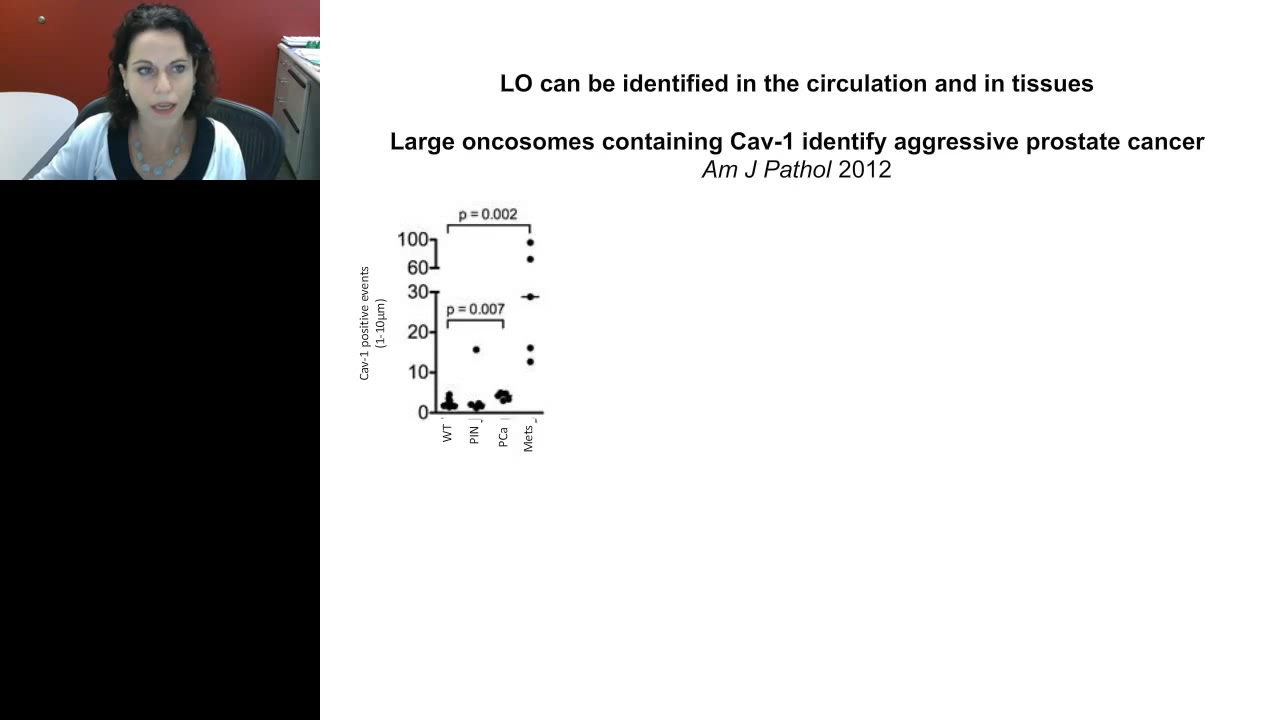 LO can be identified in the circulation and in tissues
Large oncosomes containing Cav-1 identify aggressive prostate cancer
Am J Pathol 2012
p = 0.002
100
60
30
p = 0.007
20
10
0
Cav-1 positive events
(1-10µm)
WT
PIN
PCa
Mets